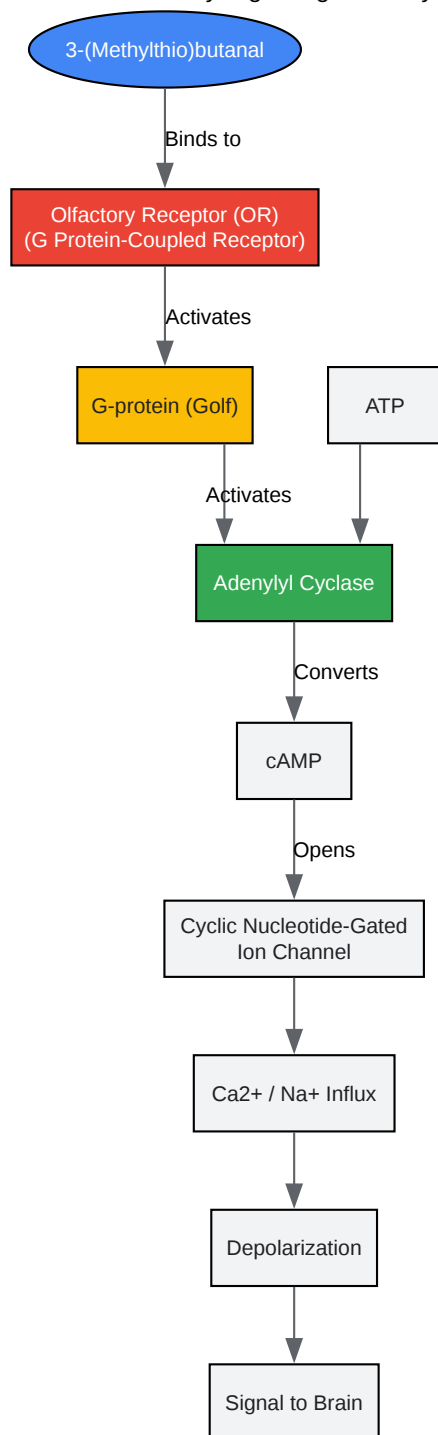 3-(Methylthio)butanal
Binds to
Olfactory Receptor (OR)
(G Protein-Coupled Receptor)
Activates
G-protein (Golf)
ATP
Activates
Adenylyl Cyclase
Converts
cAMP
Opens
Cyclic Nucleotide-Gated
Ion Channel
Ca2+ / Na+ Influx
Depolarization
Signal to Brain